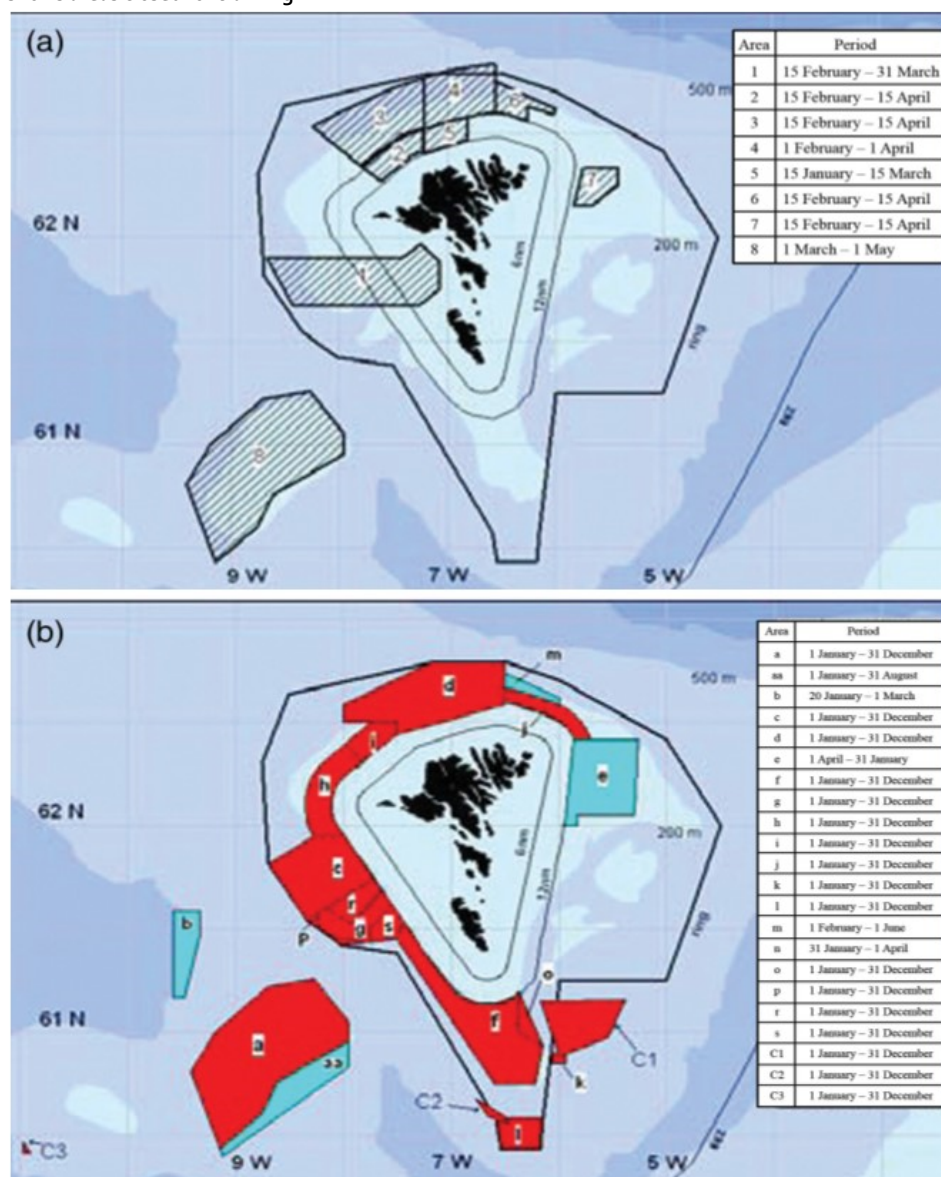 (a)
Area Period
1 15 February – 31 March
2 15 February – 15 April
3 15 February – 15 April
4 1 February – 1 April
5 15 January – 15 March
6 15 February – 15 April
7 15 February – 15 April
8 1 March – 1 May
500 m
4
3
6
5
2
7
62 N
200 m
6nm
1
12nm
ring
EEZ
61 N
8
9 W 7 W 5 W
(b)
Area Period
a 1 January – 31 December
aa 1 January – 31 August
b 20 January – 1 March
c 1 January – 31 December
d 1 January – 31 December
e 1 April – 31 January
f 1 January – 31 December
g 1 January – 31 December
h 1 January – 31 December
i 1 January – 31 December
j 1 January – 31 December
k 1 January – 31 December
l 1 January – 31 December
m 1 February – 1 June
n 31 January – 1 April
o 1 January – 31 December
p 1 January – 31 December
r 1 January – 31 December
s 1 January – 31 December
C1 1 January – 31 December
C2 1 January – 31 December
C3 1 January – 31 December
m
500 m
d
j
i
e
h
62 N
200 m
6nm
c
12nm
r
b
p g s
ring
o
61 N
f
a
C1
aa
k
C2
l
EEZ
C3
9 W 7 W 5 W